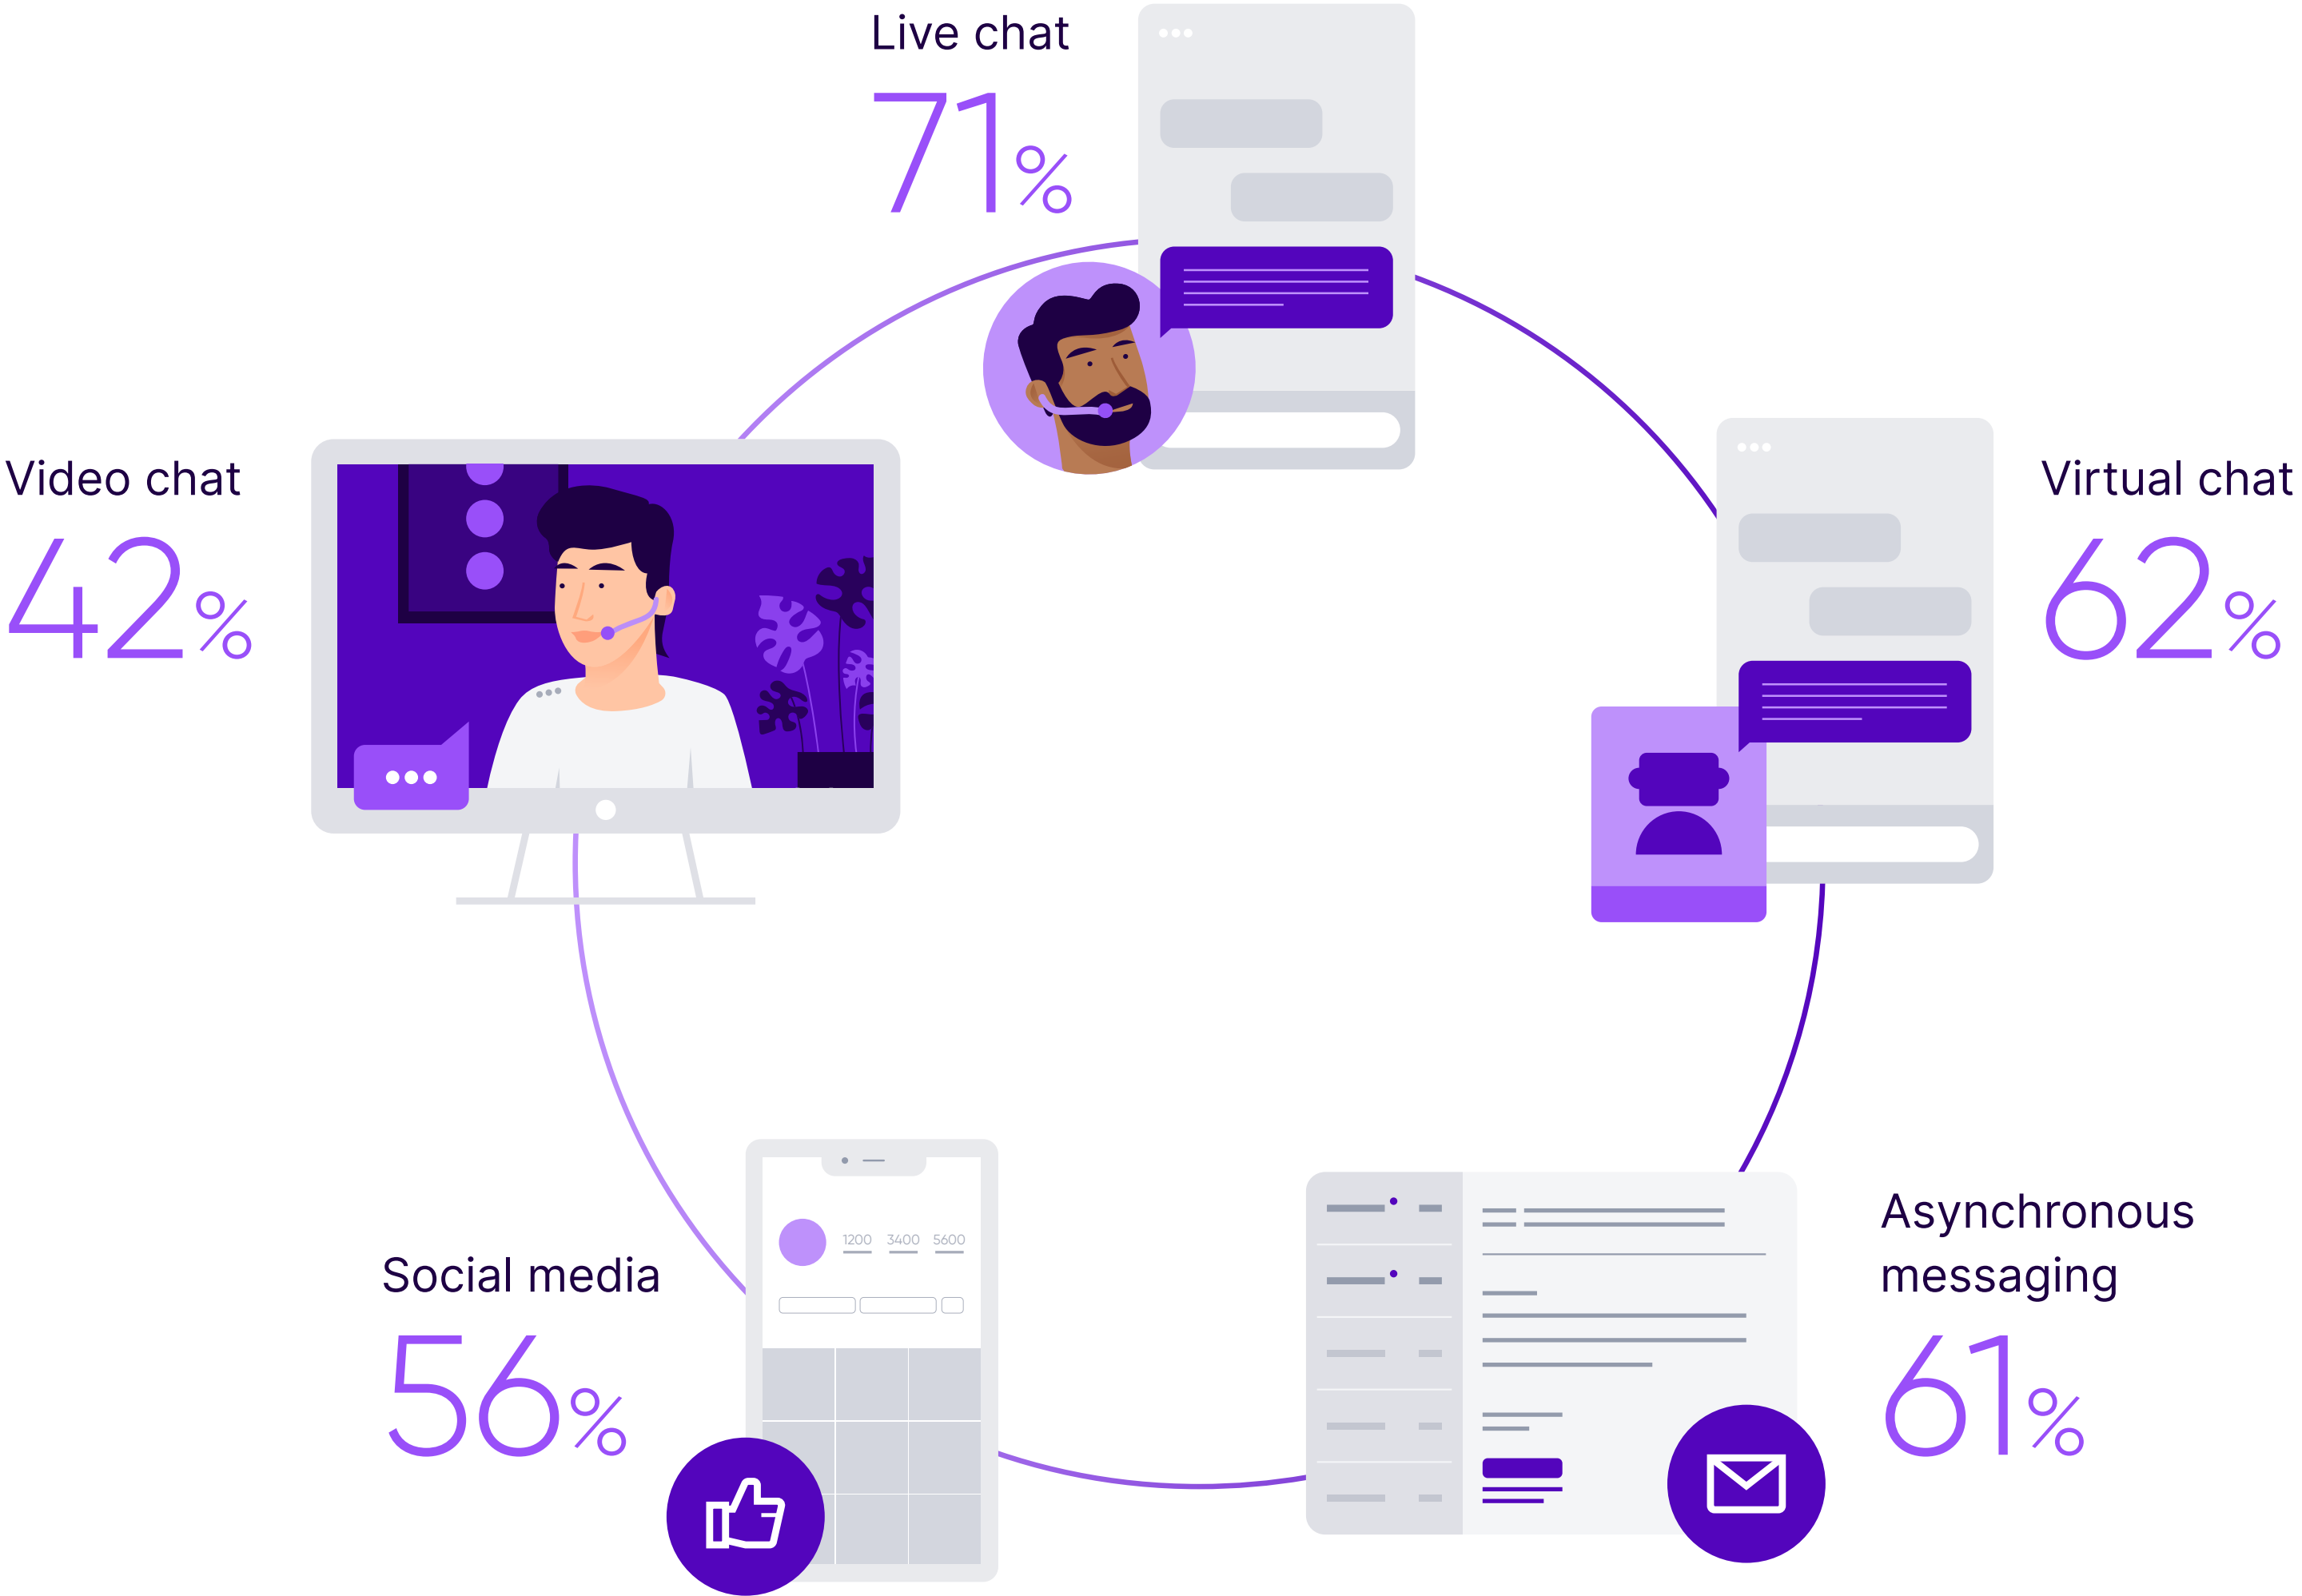 Live chat
71%
Video chat
42%
Virtual chat
62%
Social media
56%
1200 3400 5600
Asynchronous
messaging
61%